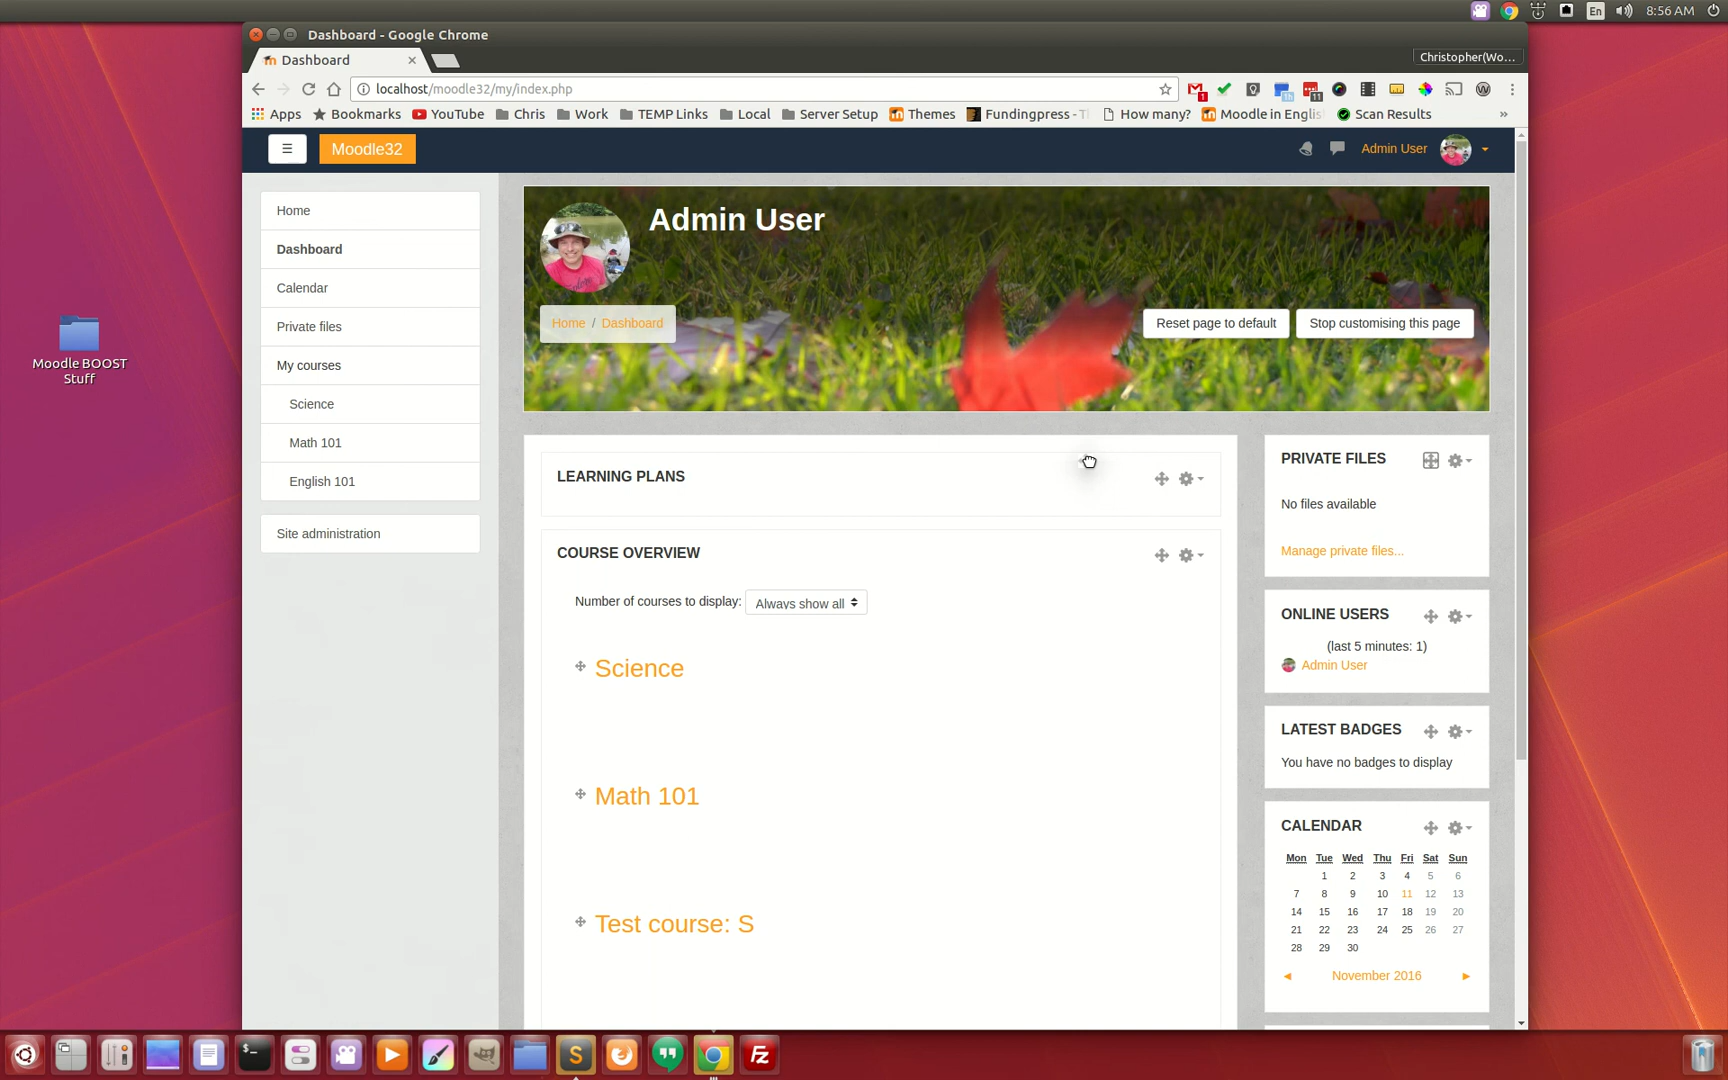 En
8:56 AM
Dashboard - Google Chrome
Dashboard
Christopher(Wo...
localhost/moodle32/my/index.php
1
11
Apps
Bookmarks
YouTube
Chris
Work
TEMP Links
Local
Server Setup
Themes
Fundingpress - T
How many?
Moodle in Englis
Scan Results
»
Moodle32
Admin User
Home
Dashboard
Calendar
Private files
My courses
Science
Math 101
English 101
Site administration
Moodle BOOST
Stuff
Admin User
Home / Dashboard
Reset page to default
Stop customising this page
LEARNING PLANS
COURSE OVERVIEW
Number of courses to display: Always show all
Science
Math 101
Test course: S
PRIVATE FILES
No files available
Manage private files...
ONLINE USERS
(last 5 minutes: 1)
Admin User
LATEST BADGES
You have no badges to display
CALENDAR
Mon Tue Wed Thu Fri Sat Sun
1 2 3 4 5 6
7 8 9 10 11 12 13
14 15 16 17 18 19 20
21 22 23 24 25 26 27
28 29 30
◄ November 2016 ►